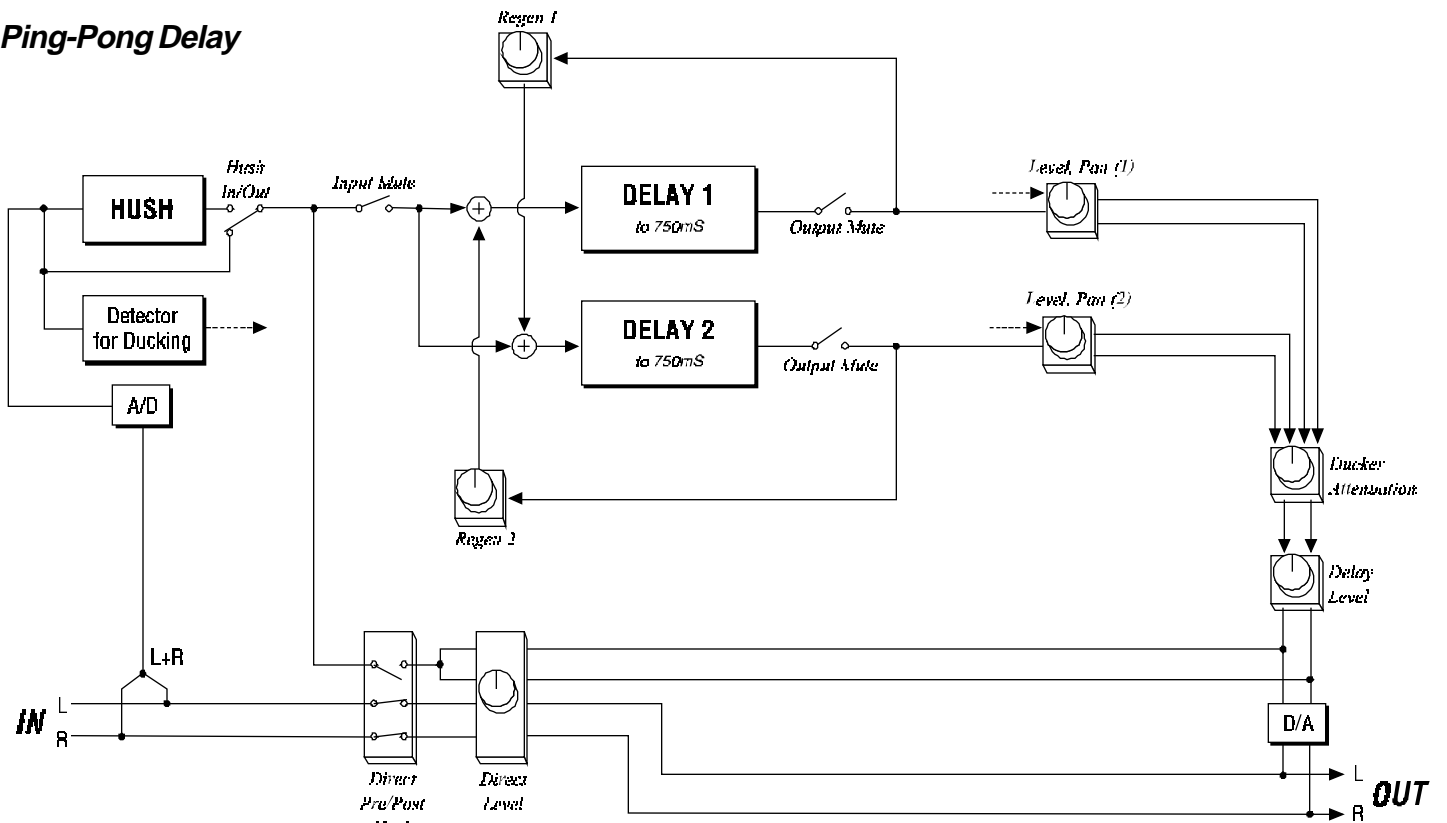 Ping-Pong Delay
Regen 1
Hush
In/Out
Input Mute
HUSH
DELAY 1
to 750mS
Output Mute
Level, Pan (1)
Detector
for Ducking
DELAY 2
to 750mS
Output Mute
Level, Pan (2)
A/D
Regen 2
Ducker
Attenuation
Delay
Level
L+R
IN
L
R
Direct
Pre/Post
Direct
Level
D/A
L
R
OUT